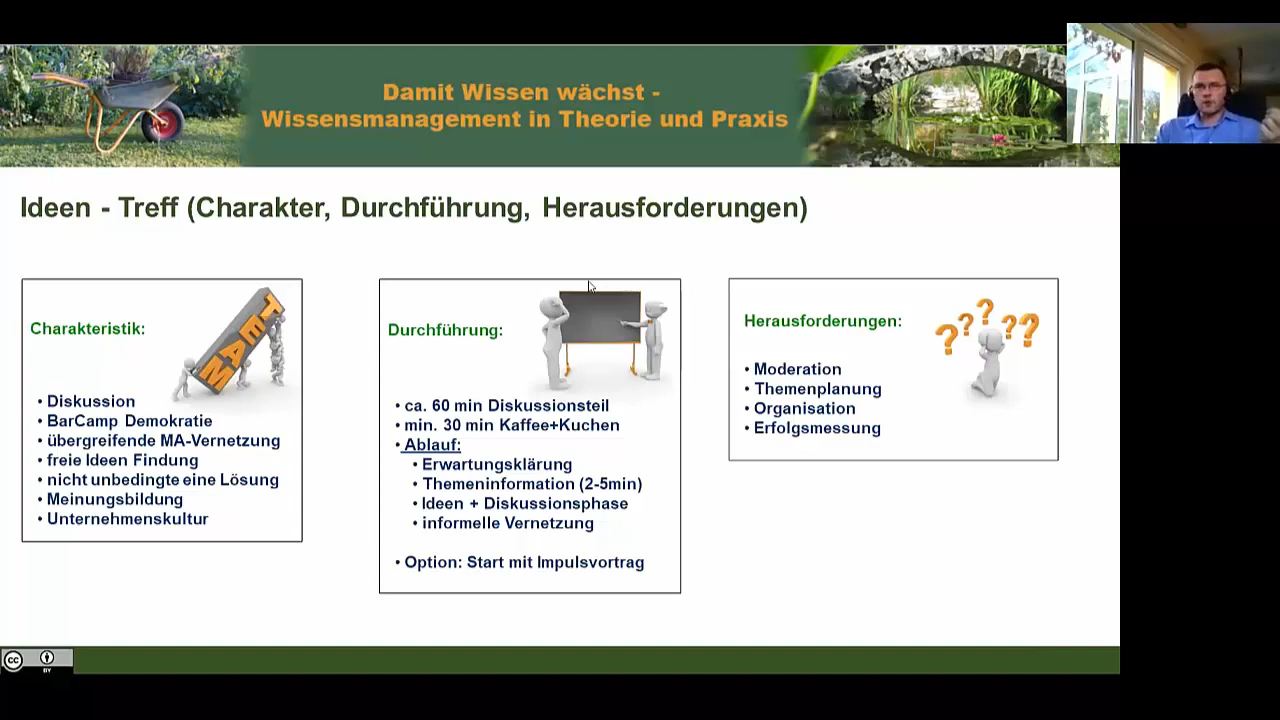 Damit Wissen wächst -
Wissensmanagement in Theorie und Praxis
Ideen - Treff (Charakter, Durchführung, Herausforderungen)
Charakteristik:
TEAM
• Diskussion
• BarCamp Demokratie
• übergreifende MA-Vernetzung
• freie Ideen Findung
• nicht unbedingte eine Lösung
• Meinungsbildung
• Unternehmenskultur
Durchführung:
• ca. 60 min Diskussionsteil
• min. 30 min Kaffee+Kuchen
• Ablauf:
• Erwartungsklärung
• Themeninformation (2-5min)
• Ideen + Diskussionsphase
• informelle Vernetzung
• Option: Start mit Impulsvortrag
Herausforderungen:
? ? ? ? ?
• Moderation
• Themenplanung
• Organisation
• Erfolgsmessung
cc
BY